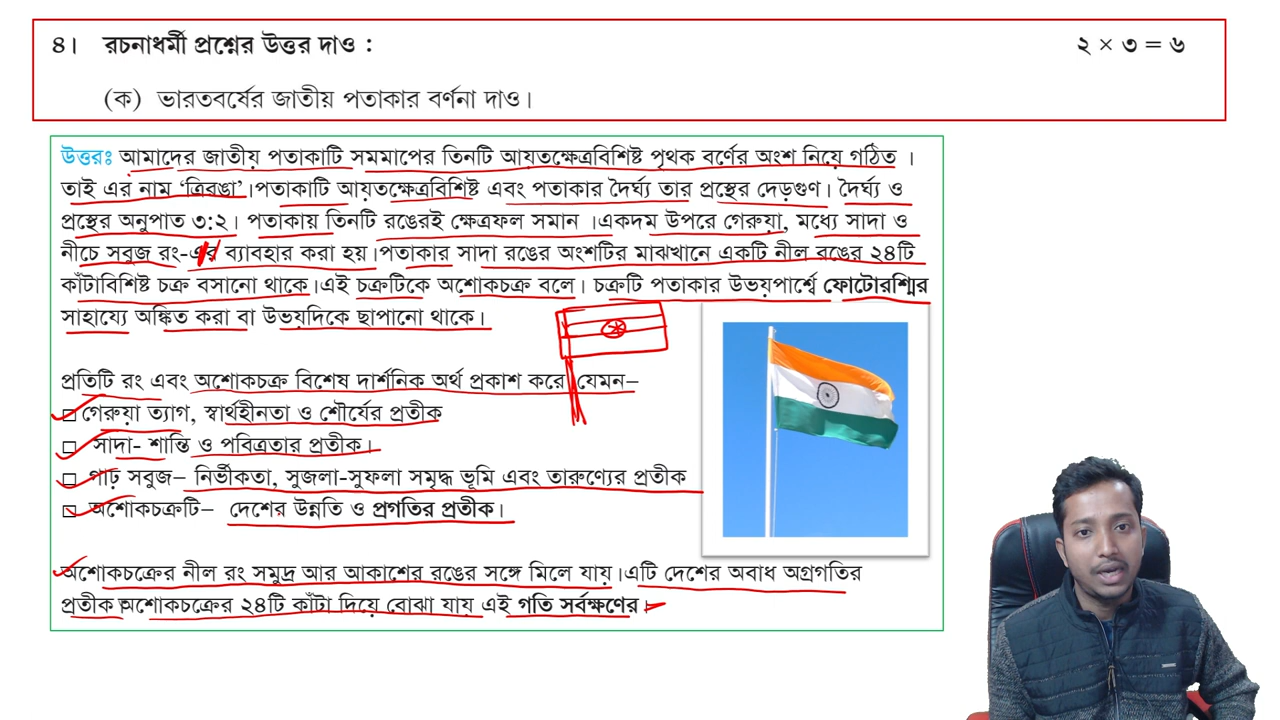 ৪। রচনাধর্মী প্রশ্নের উত্তর দাও : ২ × ৩ = ৬
(ক) ভারতবর্ষের জাতীয় পতাকার বর্ণনা দাও।
উত্তরঃ আমাদের জাতীয় পতাকাটি সমমাপের তিনটি আয়তক্ষেত্রবিশিষ্ট পৃথক বর্ণের অংশ নিয়ে গঠিত ।
তাই এর নাম ‘ত্রিবঙা’।পতাকাটি আয়তক্ষেত্রবিশিষ্ট এবং পতাকার দৈর্ঘ্য তার প্রস্থের দেড়গুণ। দৈর্ঘ্য ও
প্রস্থের অনুপাত ৩:২। পতাকায় তিনটি রঙেরই ক্ষেত্রফল সমান ।একদম উপরে গেরুয়া, মধ্যে সাদা ও
নীচে সবুজ রং-এর ব্যাবহার করা হয়।পতাকার সাদা রঙের অংশটির মাঝখানে একটি নীল রঙের ২৪টি
কাঁটাবিশিষ্ট চক্র বসানো থাকে।এই চক্রটিকে অশোকচক্র বলে। চক্রটি পতাকার উভয়পার্শ্বে ফোটোরশ্মির
সাহায্যে অঙ্কিত করা বা উভয়দিকে ছাপানো থাকে।
প্রতিটি রং এবং অশোকচক্র বিশেষ দার্শনিক অর্থ প্রকাশ করে যেমন–
□ গেরুয়া ত্যাগ, স্বার্থহীনতা ও শৌর্যের প্রতীক
□ সাদা- শান্তি ও পবিত্রতার প্রতীক।
□ গাঢ় সবুজ– নির্ভীকতা, সুজলা-সুফলা সমৃদ্ধ ভূমি এবং তারুণ্যের প্রতীক
□ অশোকচক্রটি– দেশের উন্নতি ও প্রগতির প্রতীক।
অশোকচক্রের নীল রং সমুদ্র আর আকাশের রঙের সঙ্গে মিলে যায়।এটি দেশের অবাধ অগ্রগতির
প্রতীক।অশোকচক্রের ২৪টি কাঁটা দিয়ে বোঝা যায় এই গতি সর্বক্ষণের।